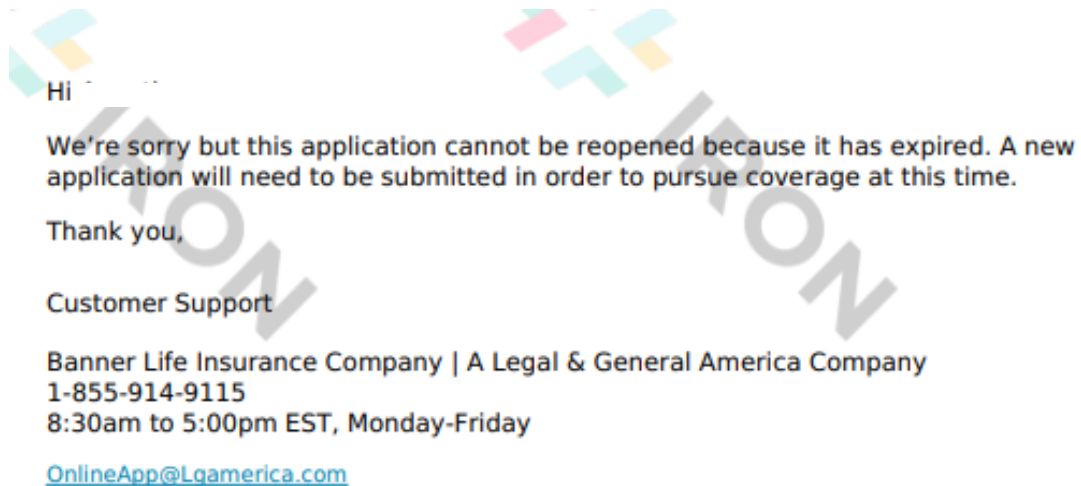 Hi
We're sorry but this application cannot be reopened because it has expired. A new
application will need to be submitted in order to pursue coverage at this time.
Thank you,
Customer Support
Banner Life Insurance Company | A Legal & General America Company
1-855-914-9115
8:30am to 5:00pm EST, Monday-Friday
OnlineApp@Lgamerica.com
IRON
IRON